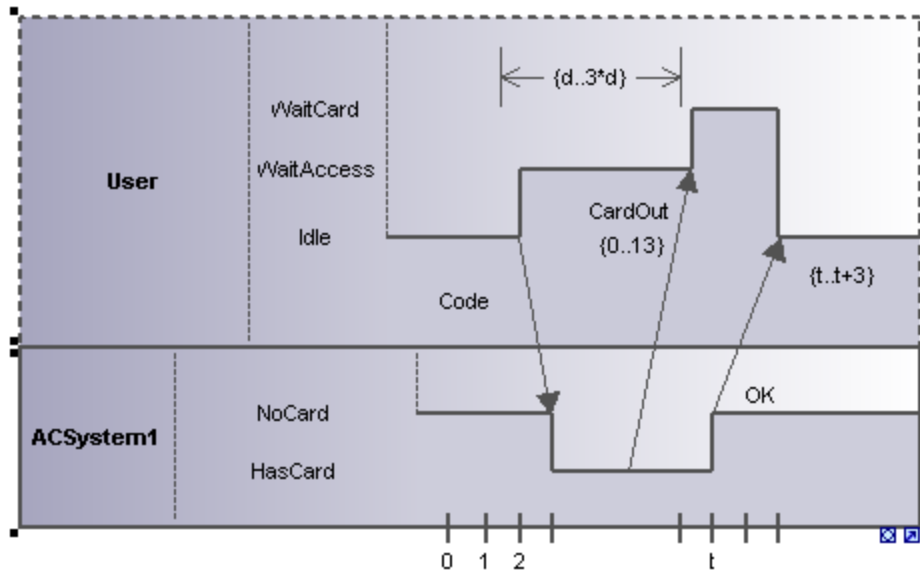 {d..3*d}
WaitCard
WaitAccess
User
CardOut
Idle
{0..13}
{t..t+3}
Code
OK
NoCard
ACSystem1
HasCard
0 1 2 t